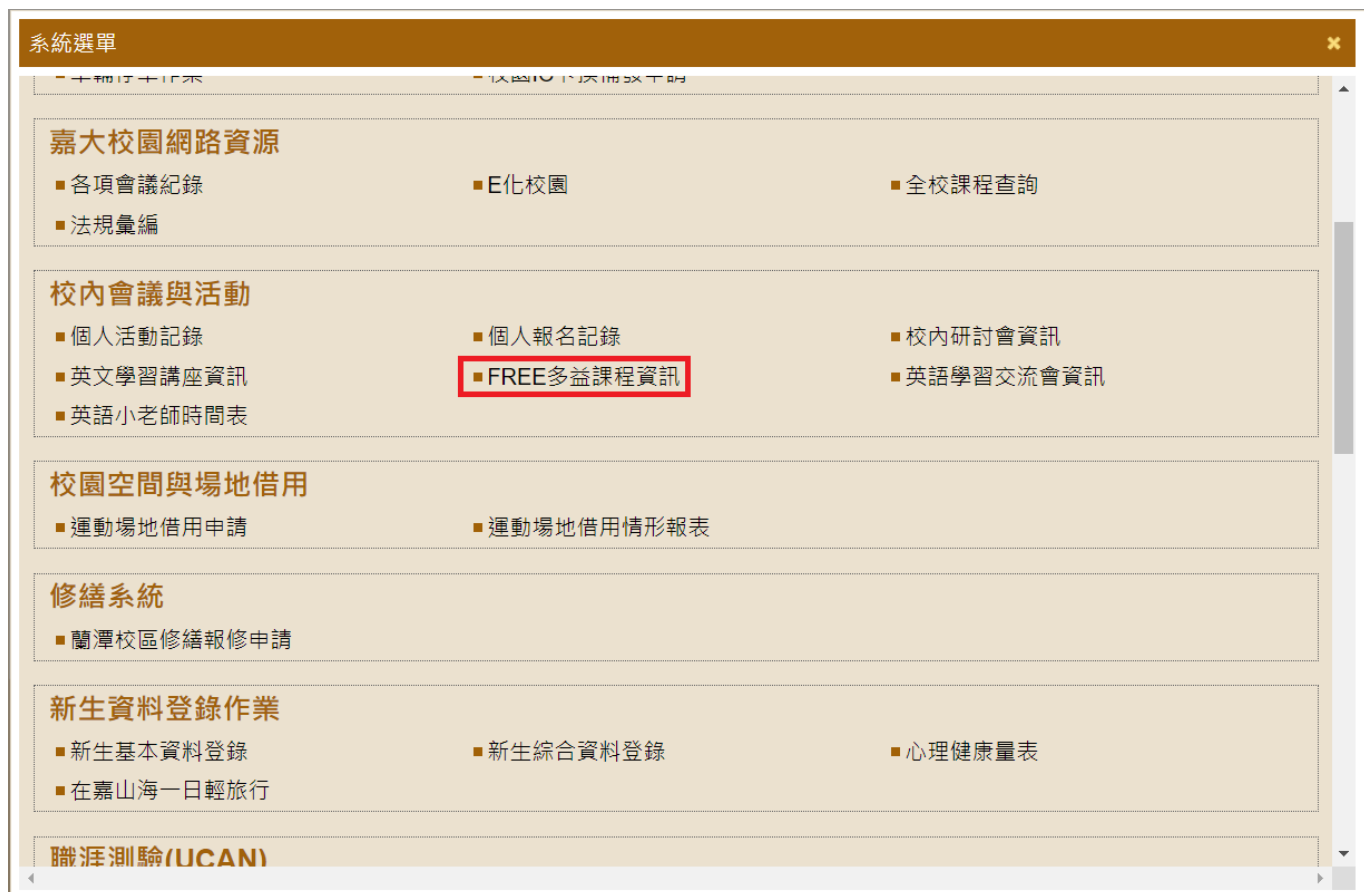 系統選單
嘉大校園網路資源
各項會議紀錄 E化校園 全校課程查詢
法規彙編
校內會議與活動
個人活動記錄 個人報名記錄 校內研討會資訊
英文學習講座資訊 FREE多益課程資訊 英語學習交流會資訊
英語小老師時間表
校園空間與場地借用
運動場地借用申請 運動場地借用情形報表
修繕系統
蘭潭校區修繕報修申請
新生資料登錄作業
新生基本資料登錄 新生綜合資料登錄 心理健康量表
在嘉山海一日輕旅行
職涯測驗(UCAN)